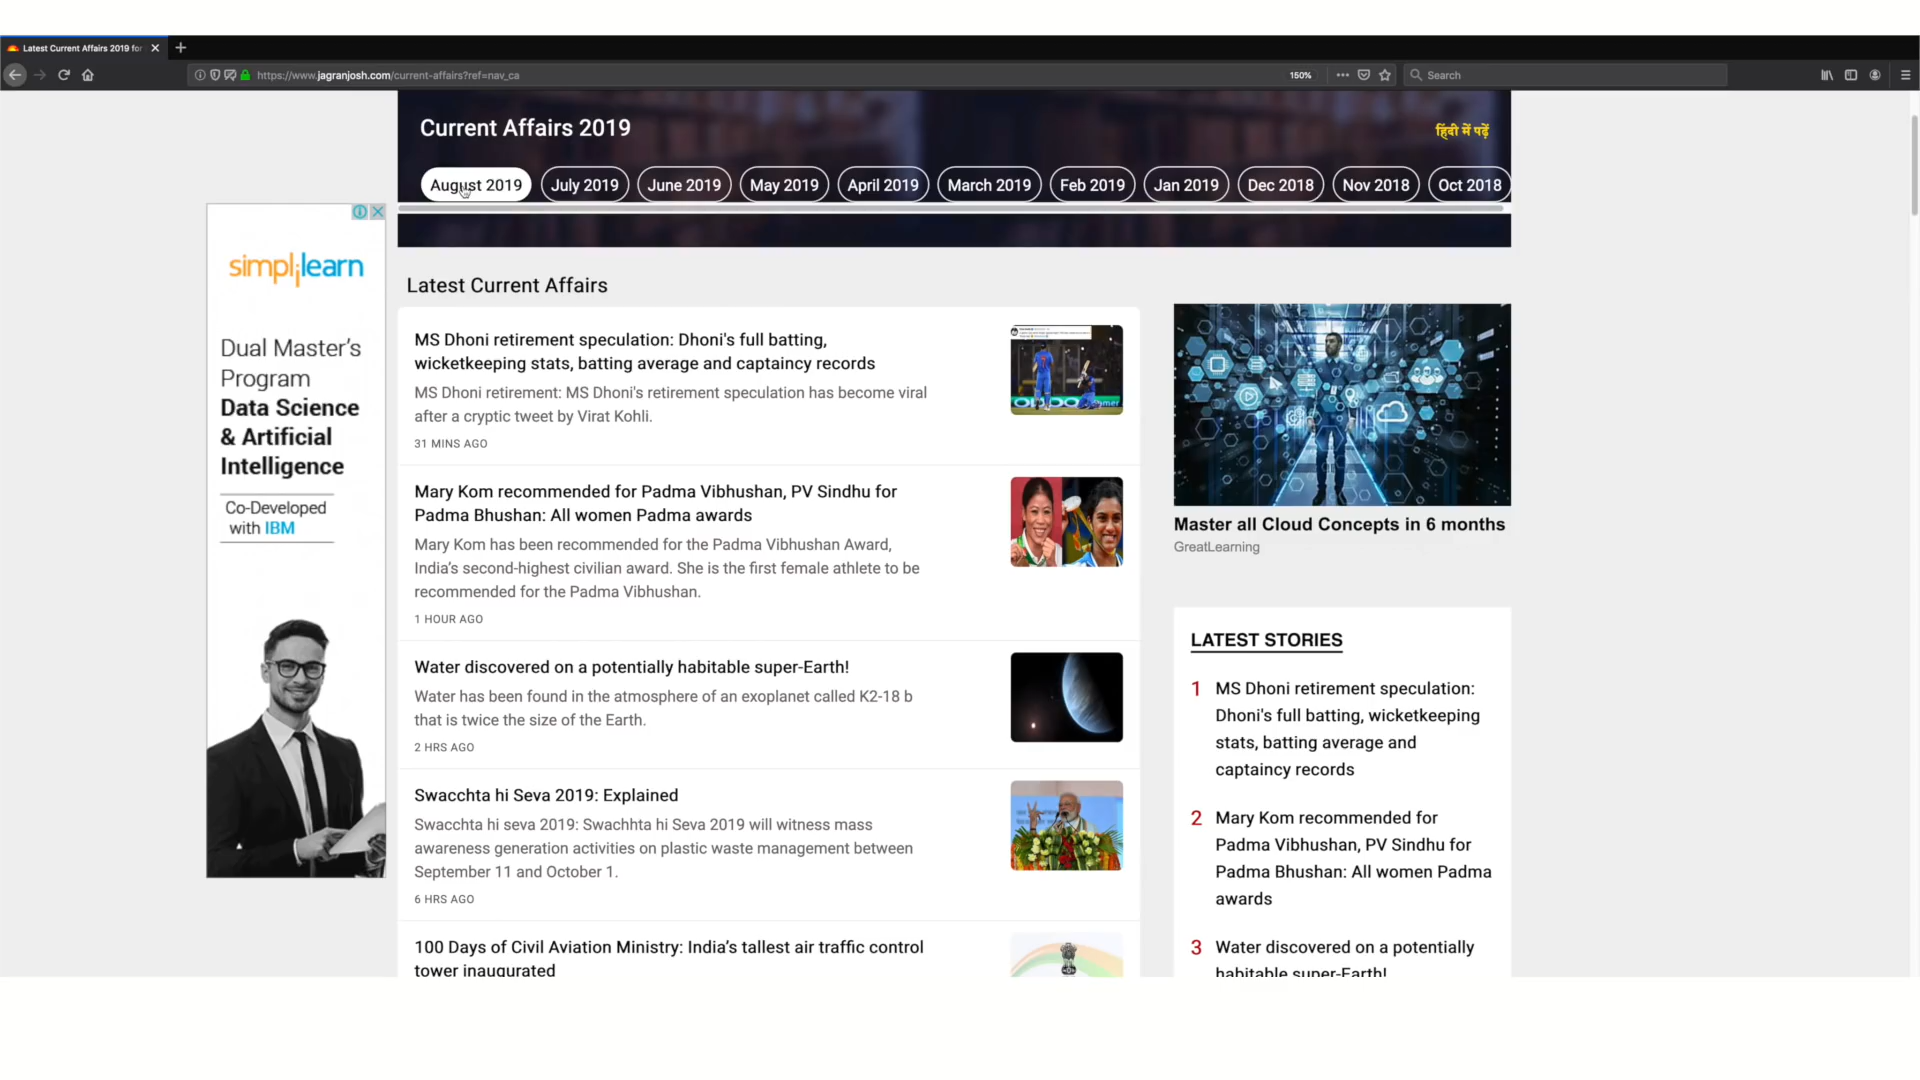 Latest Current Affairs 2019 for
https://www.jagranjosh.com/current-affairs?ref=nav_ca
150%
Search
Current Affairs 2019
हिंदी में पढ़ें
August 2019
July 2019
June 2019
May 2019
April 2019
March 2019
Feb 2019
Jan 2019
Dec 2018
Nov 2018
Oct 2018
simplilearn
Dual Master's
Program
Data Science
& Artificial
Intelligence
Co-Developed
with IBM
Latest Current Affairs
MS Dhoni retirement speculation: Dhoni's full batting,
wicketkeeping stats, batting average and captaincy records
MS Dhoni retirement: MS Dhoni's retirement speculation has become viral
after a cryptic tweet by Virat Kohli.
31 MINS AGO
Mary Kom recommended for Padma Vibhushan, PV Sindhu for
Padma Bhushan: All women Padma awards
Mary Kom has been recommended for the Padma Vibhushan Award,
India's second-highest civilian award. She is the first female athlete to be
recommended for the Padma Vibhushan.
1 HOUR AGO
Water discovered on a potentially habitable super-Earth!
Water has been found in the atmosphere of an exoplanet called K2-18 b
that is twice the size of the Earth.
2 HRS AGO
Swacchta hi Seva 2019: Explained
Swacchta hi seva 2019: Swachhta hi Seva 2019 will witness mass
awareness generation activities on plastic waste management between
September 11 and October 1.
6 HRS AGO
100 Days of Civil Aviation Ministry: India's tallest air traffic control
tower inaugurated
Master all Cloud Concepts in 6 months
GreatLearning
LATEST STORIES
1 MS Dhoni retirement speculation:
Dhoni's full batting, wicketkeeping
stats, batting average and
captaincy records
2 Mary Kom recommended for
Padma Vibhushan, PV Sindhu for
Padma Bhushan: All women Padma
awards
3 Water discovered on a potentially
habitable super-Earth!